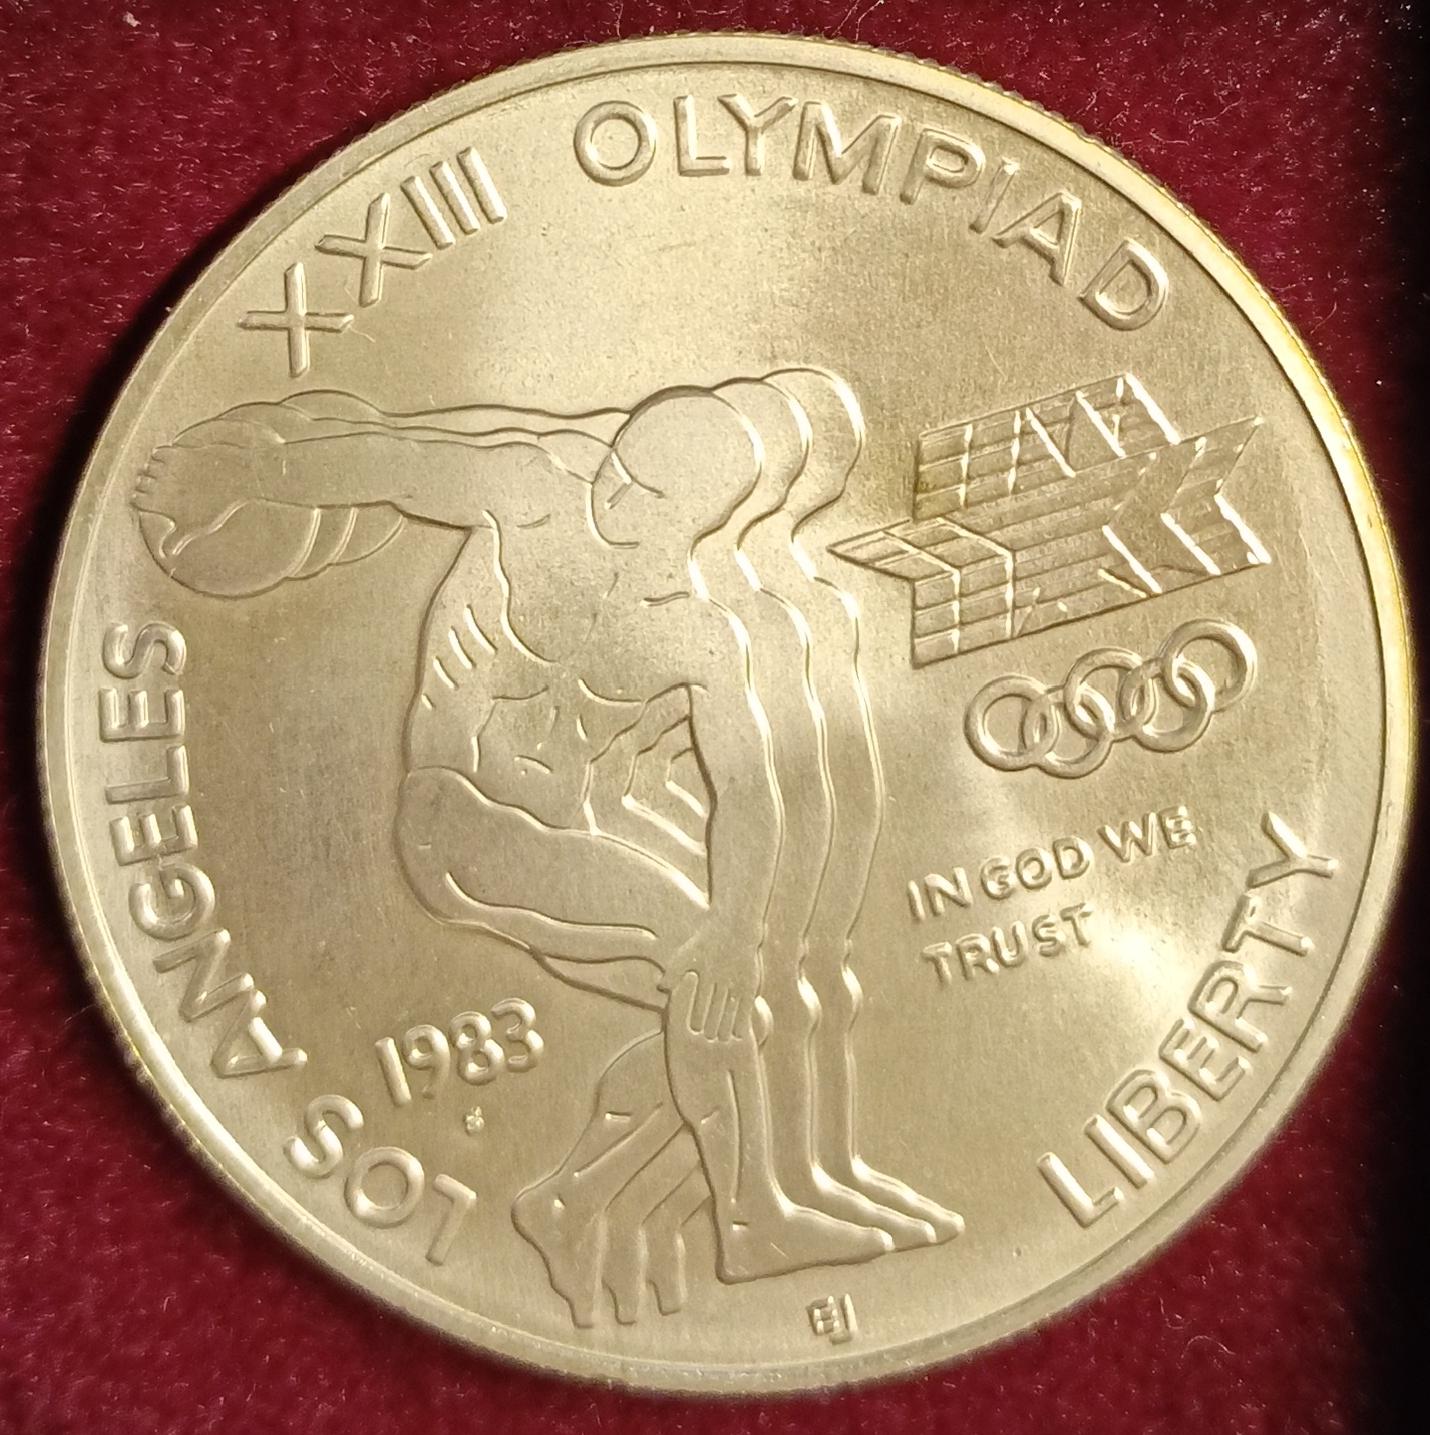 XXIII OLYMPIAD
LOS ANGELES
1983
IN GOD WE
TRUST
LIBERTY
EJ